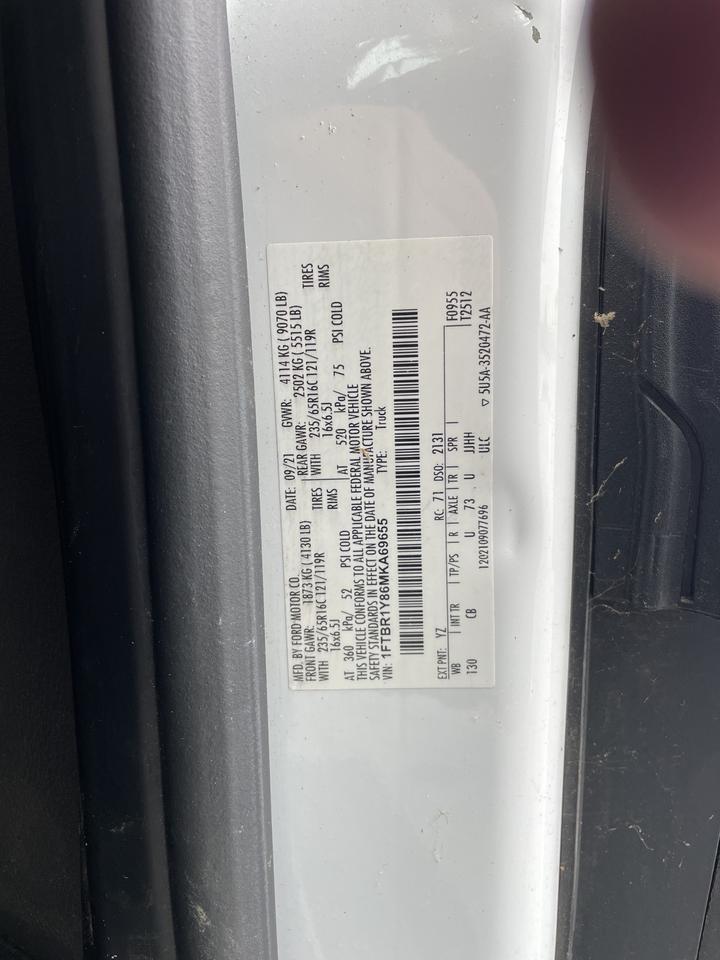 MFD. BY FORD MOTOR CO. DATE: 09/21 GVWR: 4114 KG ( 9070 LB)
FRONT GAWR: 1873 KG ( 4130 LB) REAR GAWR: 2502 KG ( 5515 LB)
WITH 235/65R16C 121/119R TIRES WITH 235/65R16C 121/119R TIRES
16x6.5J RIMS 16x6.5J RIMS
AT 360 kPa/ 52 PSI COLD AT 520 kPa/ 75 PSI COLD
THIS VEHICLE CONFORMS TO ALL APPLICABLE FEDERAL MOTOR VEHICLE
SAFETY STANDARDS IN EFFECT ON THE DATE OF MANUFACTURE SHOWN ABOVE.
VIN: 1FTBR1Y86MKA69655 TYPE: Truck
EXT PNT: YZ RC: 71 DSO: 2131 F0955
WB INT TR TP/PS R AXLE TR SPR T2512
130 CB U 73 U JJHH
1202109077696 ULC ▽ 5U5A-3520472-AA